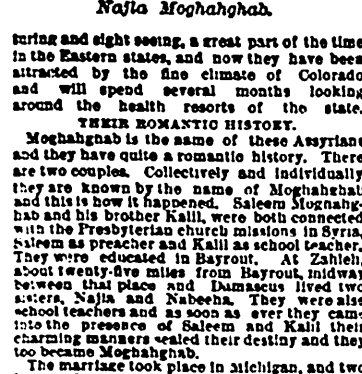 Najla Moghahghab.
turing and sight seeing, a great part of the time
in the Eastern states, and now they have been
attracted by the fine climate of Colorado
and will spend several months looking
around the health resorts of the state.
THEIR ROMANTIC HISTORY.
Moghahgnab is the name of these Assyrians
and they have quite a romantic history. There
are two couples. Collectively and individually
they are known by the name of Moghahghab
and this is how it happened. Saleem Mognahg-
hab and his brother Kalil, were both connected
with the Presbyterian church missions in Syria,
Saleem as preacher and Kalil as school teacher.
They were educated in Bayrout. At Zahleh,
about twenty-five miles from Bayrout, midway
between that place and Damascus lived two
sisters, Najla and Nabeeha. They were also
school teachers and as soon as ever they came
into the presence of Saleem and Kalil their
charming manners sealed their destiny and they
too became Moghahghab.
The marriage took place in Michigan, and two